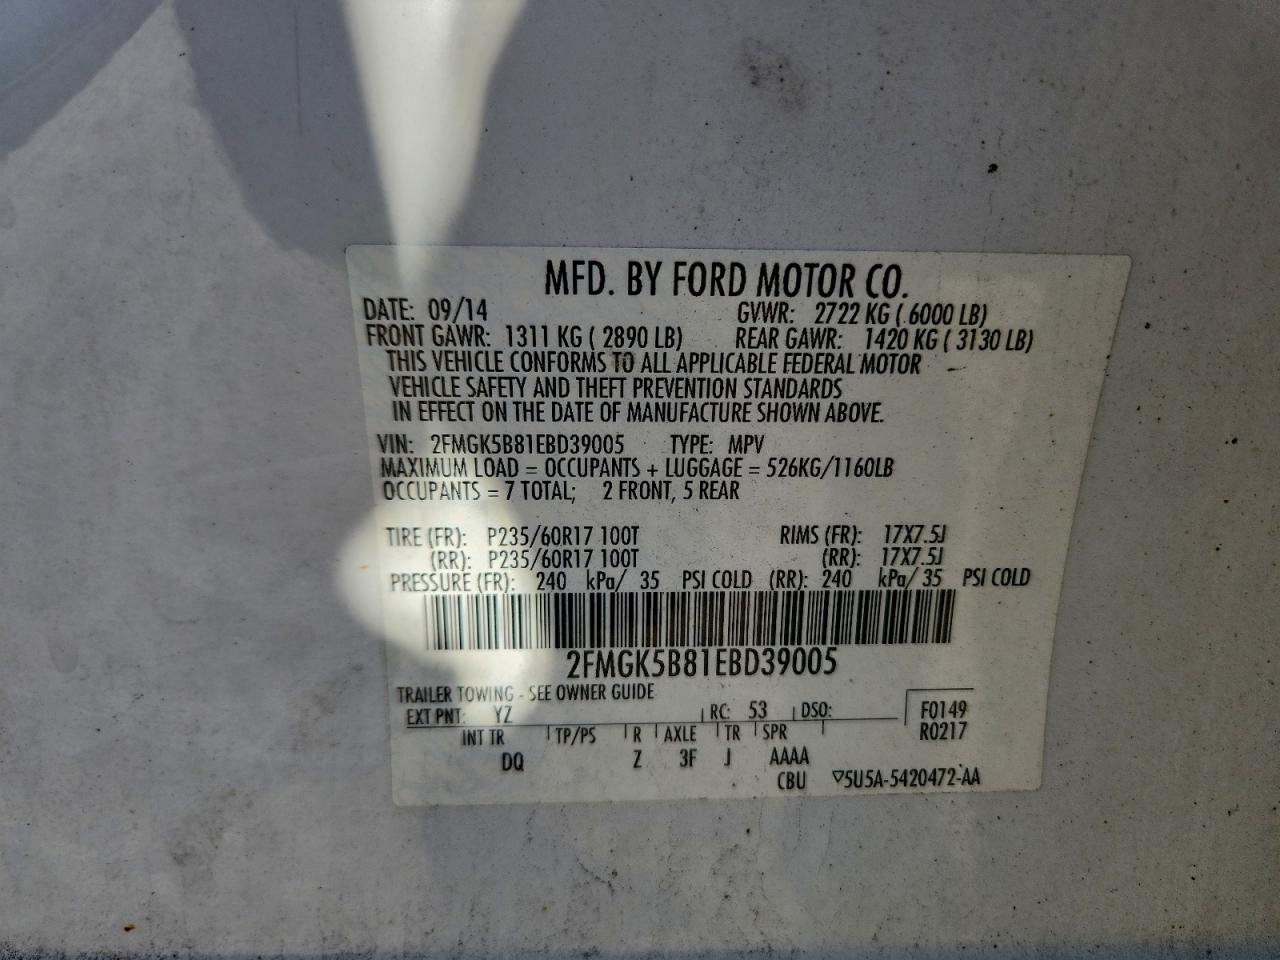 MFD. BY FORD MOTOR CO.
DATE: 09/14 GVWR: 2722 KG ( 6000 LB)
FRONT GAWR: 1311 KG ( 2890 LB) REAR GAWR: 1420 KG ( 3130 LB)
THIS VEHICLE CONFORMS TO ALL APPLICABLE FEDERAL MOTOR
VEHICLE SAFETY AND THEFT PREVENTION STANDARDS
IN EFFECT ON THE DATE OF MANUFACTURE SHOWN ABOVE.
VIN: 2FMGK5B81EBD39005 TYPE: MPV
MAXIMUM LOAD = OCCUPANTS + LUGGAGE = 526KG/1160LB
OCCUPANTS = 7 TOTAL; 2 FRONT, 5 REAR
TIRE (FR): P235/60R17 100T RIMS (FR): 17X7.5J
(RR): P235/60R17 100T (RR): 17X7.5J
PRESSURE (FR): 240 kPa/ 35 PSI COLD (RR): 240 kPa/ 35 PSI COLD
2FMGK5B81EBD39005
TRAILER TOWING - SEE OWNER GUIDE
EXT PNT: YZ RC: 53 DSO: F0149
INT TR TP/PS R AXLE TR SPR R0217
DQ Z 3F J AAAA
CBU ▽5U5A-5420472-AA